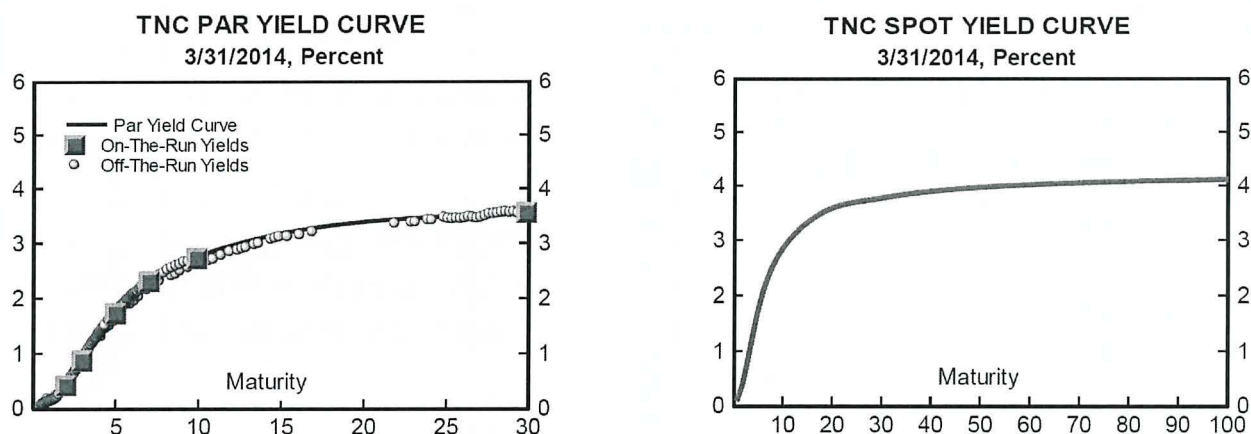 TNC PAR YIELD CURVE
3/31/2014, Percent
6
5
4
3
2
1
0
Par Yield Curve
On-The-Run Yields
Off-The-Run Yields
Maturity
6
5
4
3
2
1
0
5 10 15 20 25 30
TNC SPOT YIELD CURVE
3/31/2014, Percent
6
5
4
3
2
1
0
Maturity
6
5
4
3
2
1
0
10 20 30 40 50 60 70 80 90 100